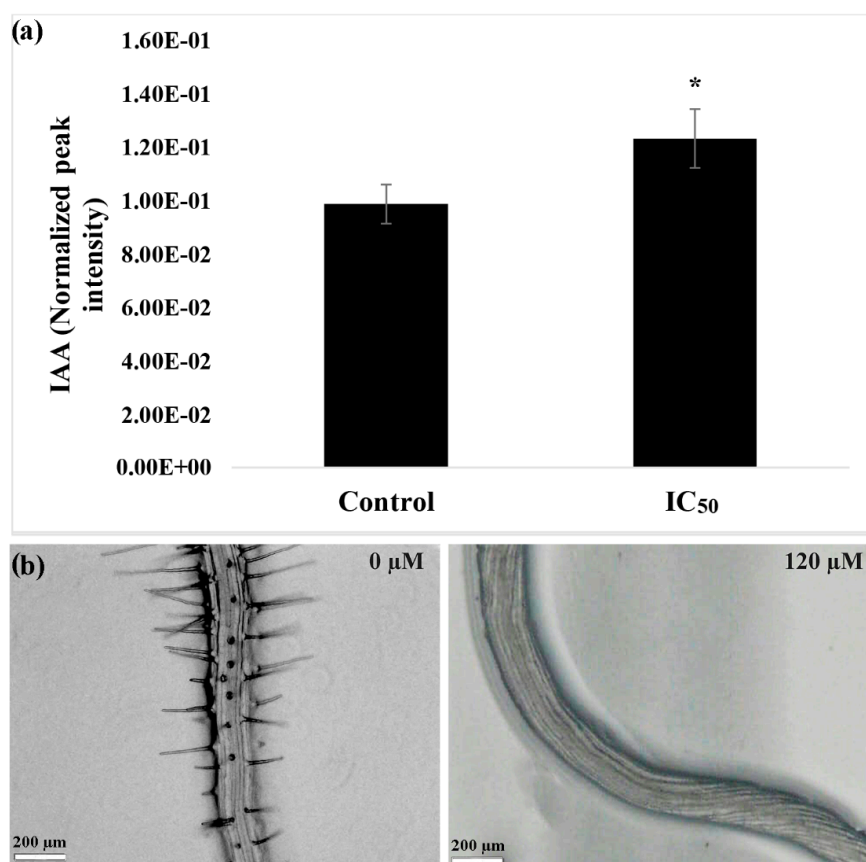 (a)
1.60E-01
1.40E-01
1.20E-01
1.00E-01
8.00E-02
6.00E-02
4.00E-02
2.00E-02
0.00E+00
IAA (Normalized peak
intensity)
*
Control
IC₅₀
(b)
0 µM
200 µm
120 µM
200 µm